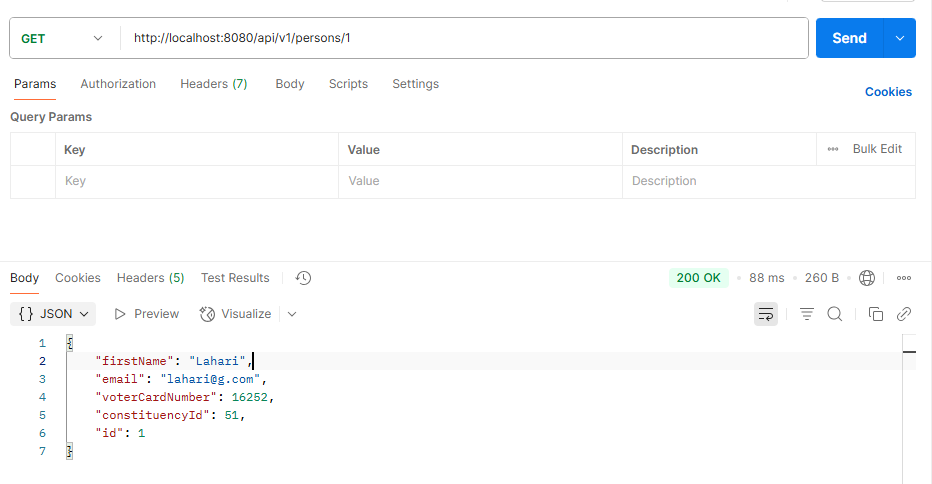 GET http://localhost:8080/api/v1/persons/1 Send
Params Authorization Headers (7) Body Scripts Settings Cookies
Query Params
Key Value Description Bulk Edit
Key Value Description
Body Cookies Headers (5) Test Results 200 OK • 88 ms • 260 B •
{} JSON Preview Visualize
1 {
2 "firstName": "Lahari",
3 "email": "lahari@g.com",
4 "voterCardNumber": 16252,
5 "constituencyId": 51,
6 "id": 1
7 }